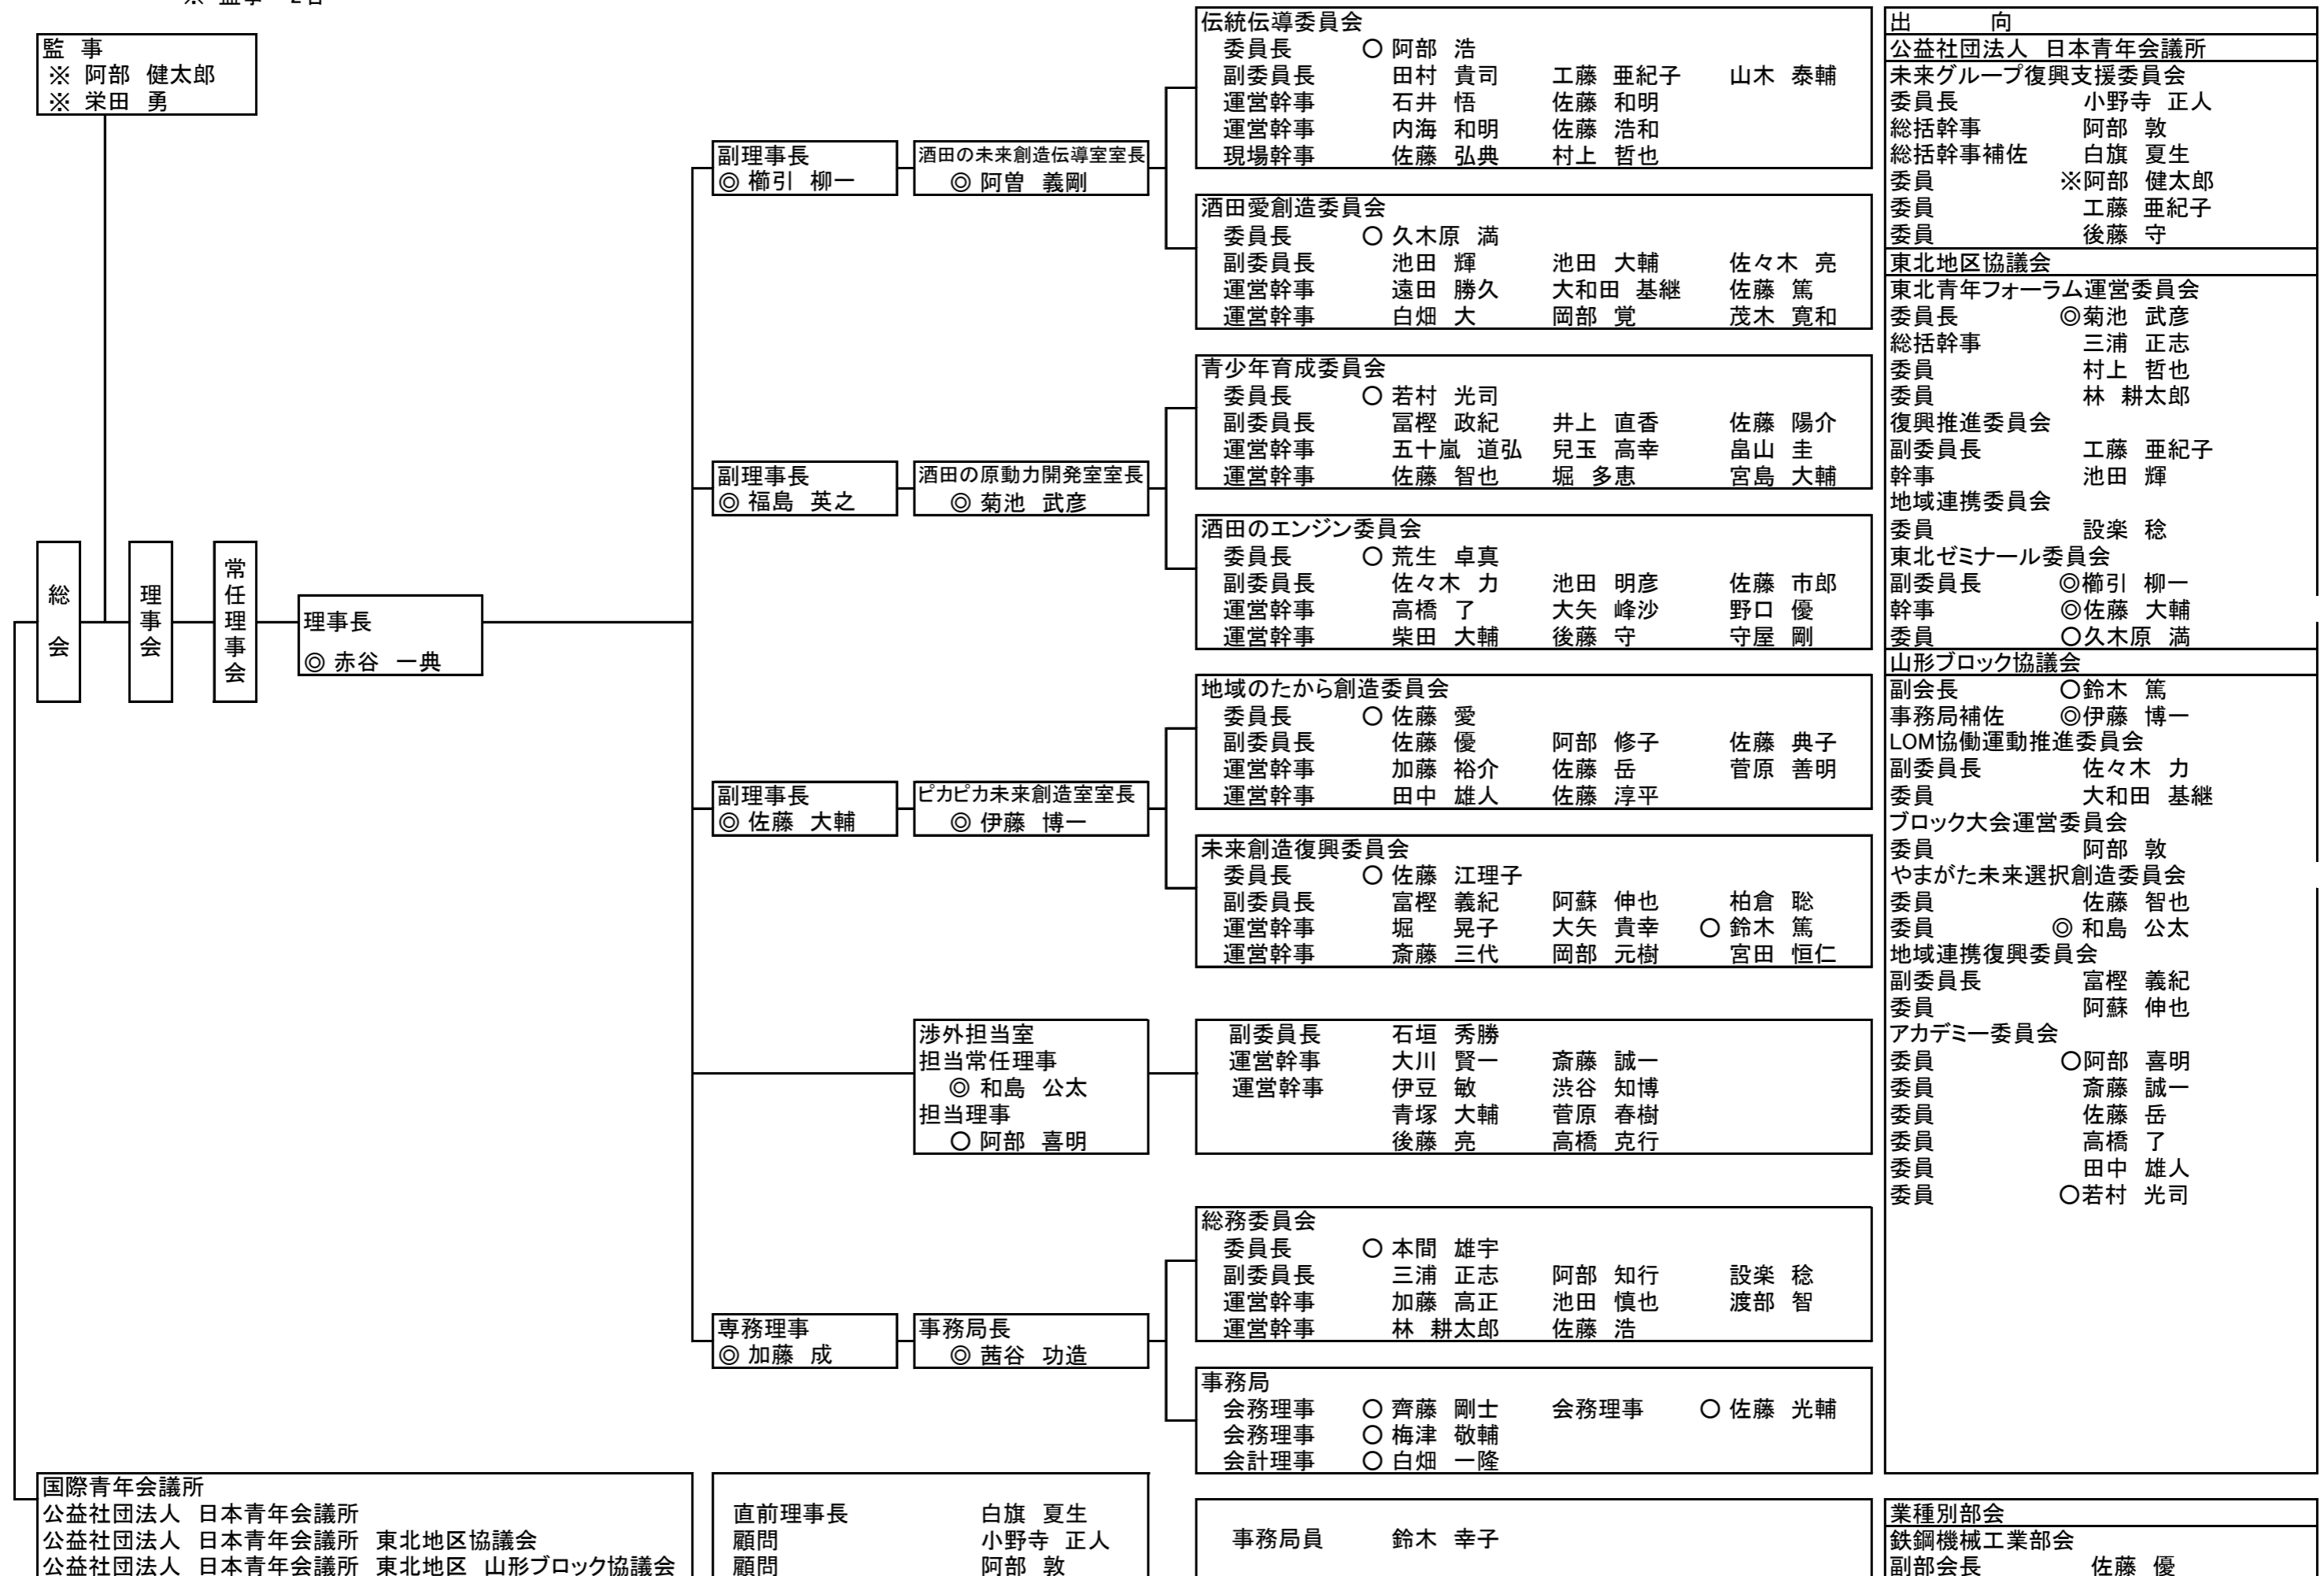 ※ 監事 2名
監 事
※ 阿部 健太郎
※ 栄田 勇
総会
理事会
常任理事会
理事長
◎ 赤谷 一典
副理事長
◎ 櫛引 柳一
酒田の未来創造伝導室室長
◎ 阿曽 義剛
副理事長
◎ 福島 英之
酒田の原動力開発室室長
◎ 菊池 武彦
副理事長
◎ 佐藤 大輔
ピカピカ未来創造室室長
◎ 伊藤 博一
渉外担当室
担当常任理事
◎ 和島 公太
担当理事
○ 阿部 喜明
専務理事
◎ 加藤 成
事務局長
◎ 茜谷 功造
伝統伝導委員会
委員長 ○ 阿部 浩
副委員長 田村 貴司 工藤 亜紀子 山木 泰輔
運営幹事 石井 悟 佐藤 和明
運営幹事 内海 和明 佐藤 浩和
現場幹事 佐藤 弘典 村上 哲也
酒田愛創造委員会
委員長 ○ 久木原 満
副委員長 池田 輝 池田 大輔 佐々木 亮
運営幹事 遠田 勝久 大和田 基継 佐藤 篤
運営幹事 白畑 大 岡部 覚 茂木 寛和
青少年育成委員会
委員長 ○ 若村 光司
副委員長 冨樫 政紀 井上 直香 佐藤 陽介
運営幹事 五十嵐 道弘 兒玉 高幸 畠山 圭
運営幹事 佐藤 智也 堀 多恵 宮島 大輔
酒田のエンジン委員会
委員長 ○ 荒生 卓真
副委員長 佐々木 力 池田 明彦 佐藤 市郎
運営幹事 高橋 了 大矢 峰沙 野口 優
運営幹事 柴田 大輔 後藤 守 守屋 剛
地域のたから創造委員会
委員長 ○ 佐藤 愛
副委員長 佐藤 優 阿部 修子 佐藤 典子
運営幹事 加藤 裕介 佐藤 岳 菅原 善明
運営幹事 田中 雄人 佐藤 淳平
未来創造復興委員会
委員長 ○ 佐藤 江理子
副委員長 富樫 義紀 阿蘇 伸也 柏倉 聡
運営幹事 堀 晃子 大矢 貴幸 ○ 鈴木 篤
運営幹事 斎藤 三代 岡部 元樹 宮田 恒仁
副委員長 石垣 秀勝
運営幹事 大川 賢一 斎藤 誠一
運営幹事 伊豆 敏 渋谷 知博
青塚 大輔 菅原 春樹
後藤 亮 高橋 克行
総務委員会
委員長 ○ 本間 雄宇
副委員長 三浦 正志 阿部 知行 設楽 稔
運営幹事 加藤 高正 池田 慎也 渡部 智
運営幹事 林 耕太郎 佐藤 浩
事務局
会務理事 ○ 齊藤 剛士 会務理事 ○ 佐藤 光輔
会務理事 ○ 梅津 敬輔
会計理事 ○ 白畑 一隆
出 向
公益社団法人 日本青年会議所
未来グループ復興支援委員会
委員長 小野寺 正人
総括幹事 阿部 敦
総括幹事補佐 白旗 夏生
委員 ※阿部 健太郎
委員 工藤 亜紀子
委員 後藤 守
東北地区協議会
東北青年フォーラム運営委員会
委員長 ◎菊池 武彦
総括幹事 三浦 正志
委員 村上 哲也
委員 林 耕太郎
復興推進委員会
副委員長 工藤 亜紀子
幹事 池田 輝
地域連携委員会
委員 設楽 稔
東北ゼミナール委員会
副委員長 ◎櫛引 柳一
幹事 ◎佐藤 大輔
委員 ○久木原 満
山形ブロック協議会
副会長 ○鈴木 篤
事務局補佐 ◎伊藤 博一
LOM協働運動推進委員会
副委員長 佐々木 力
委員 大和田 基継
ブロック大会運営委員会
委員 阿部 敦
やまがた未来選択創造委員会
委員 佐藤 智也
委員 ◎ 和島 公太
地域連携復興委員会
副委員長 富樫 義紀
委員 阿蘇 伸也
アカデミー委員会
委員 ○阿部 喜明
委員 斎藤 誠一
委員 佐藤 岳
委員 高橋 了
委員 田中 雄人
委員 ○若村 光司
国際青年会議所
公益社団法人 日本青年会議所
公益社団法人 日本青年会議所 東北地区協議会
公益社団法人 日本青年会議所 東北地区 山形ブロック協議会
直前理事長 白旗 夏生
顧問 小野寺 正人
顧問 阿部 敦
事務局員 鈴木 幸子
業種別部会
鉄鋼機械工業部会
副部会長 佐藤 優